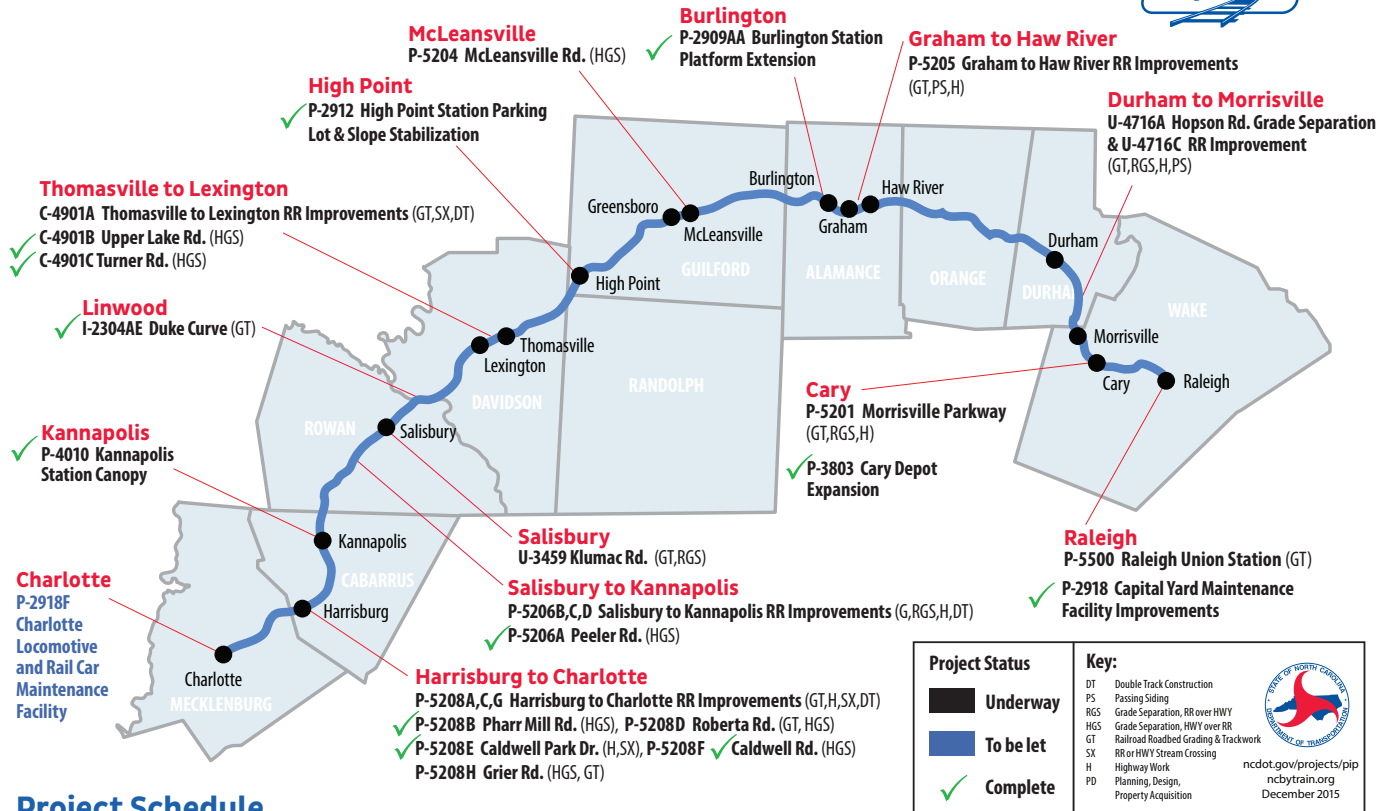 McLeansville
P-5204 McLeansville Rd. (HGS)
Burlington
P-2909AA Burlington Station
Platform Extension
Graham to Haw River
P-5205 Graham to Haw River RR Improvements
(GT,PS,H)
High Point
P-2912 High Point Station Parking
Lot & Slope Stabilization
Durham to Morrisville
U-4716A Hopson Rd. Grade Separation
& U-4716C RR Improvement
(GT,RGS,H,PS)
Thomasville to Lexington
C-4901A Thomasville to Lexington RR Improvements (GT,SX,DT)
C-4901B Upper Lake Rd. (HGS)
C-4901C Turner Rd. (HGS)
Linwood
I-2304AE Duke Curve (GT)
Kannapolis
P-4010 Kannapolis
Station Canopy
Burlington
Haw River
Greensboro
McLeansville
Graham
Durham
High Point
GUILFORD
ALAMANCE
ORANGE
DURHA
WAKE
Morrisville
Thomasville
Lexington
Cary
Raleigh
RANDOLPH
DAVIDSON
ROWAN
Salisbury
Cary
P-5201 Morrisville Parkway
(GT,RGS,H)
P-3803 Cary Depot
Expansion
Kannapolis
CABARRUS
Harrisburg
Charlotte
MECKLENBURG
Salisbury
U-3459 Klumac Rd. (GT,RGS)
Salisbury to Kannapolis
P-5206B,C,D Salisbury to Kannapolis RR Improvements (G,RGS,H,DT)
P-5206A Peeler Rd. (HGS)
Raleigh
P-5500 Raleigh Union Station (GT)
P-2918 Capital Yard Maintenance
Facility Improvements
Charlotte
P-2918F
Charlotte
Locomotive
and Rail Car
Maintenance
Facility
Harrisburg to Charlotte
P-5208A,C,G Harrisburg to Charlotte RR Improvements (GT,H,SX,DT)
P-5208B Pharr Mill Rd. (HGS), P-5208D Roberta Rd. (GT, HGS)
P-5208E Caldwell Park Dr. (H,SX), P-5208F Caldwell Rd. (HGS)
P-5208H Grier Rd. (HGS, GT)
Project Status
Underway
To be let
Complete
Key:
DT Double Track Construction
PS Passing Siding
RGS Grade Separation, RR over HWY
HGS Grade Separation, HWY over RR
GT Railroad Roadbed Grading & Trackwork
SX RR or HWY Stream Crossing
H Highway Work
PD Planning, Design,
Property Acquisition
STATE OF NORTH CAROLINA
DEPARTMENT OF TRANSPORTATION
ncdot.gov/projects/pip
ncbytrain.org
December 2015
Project Schedule